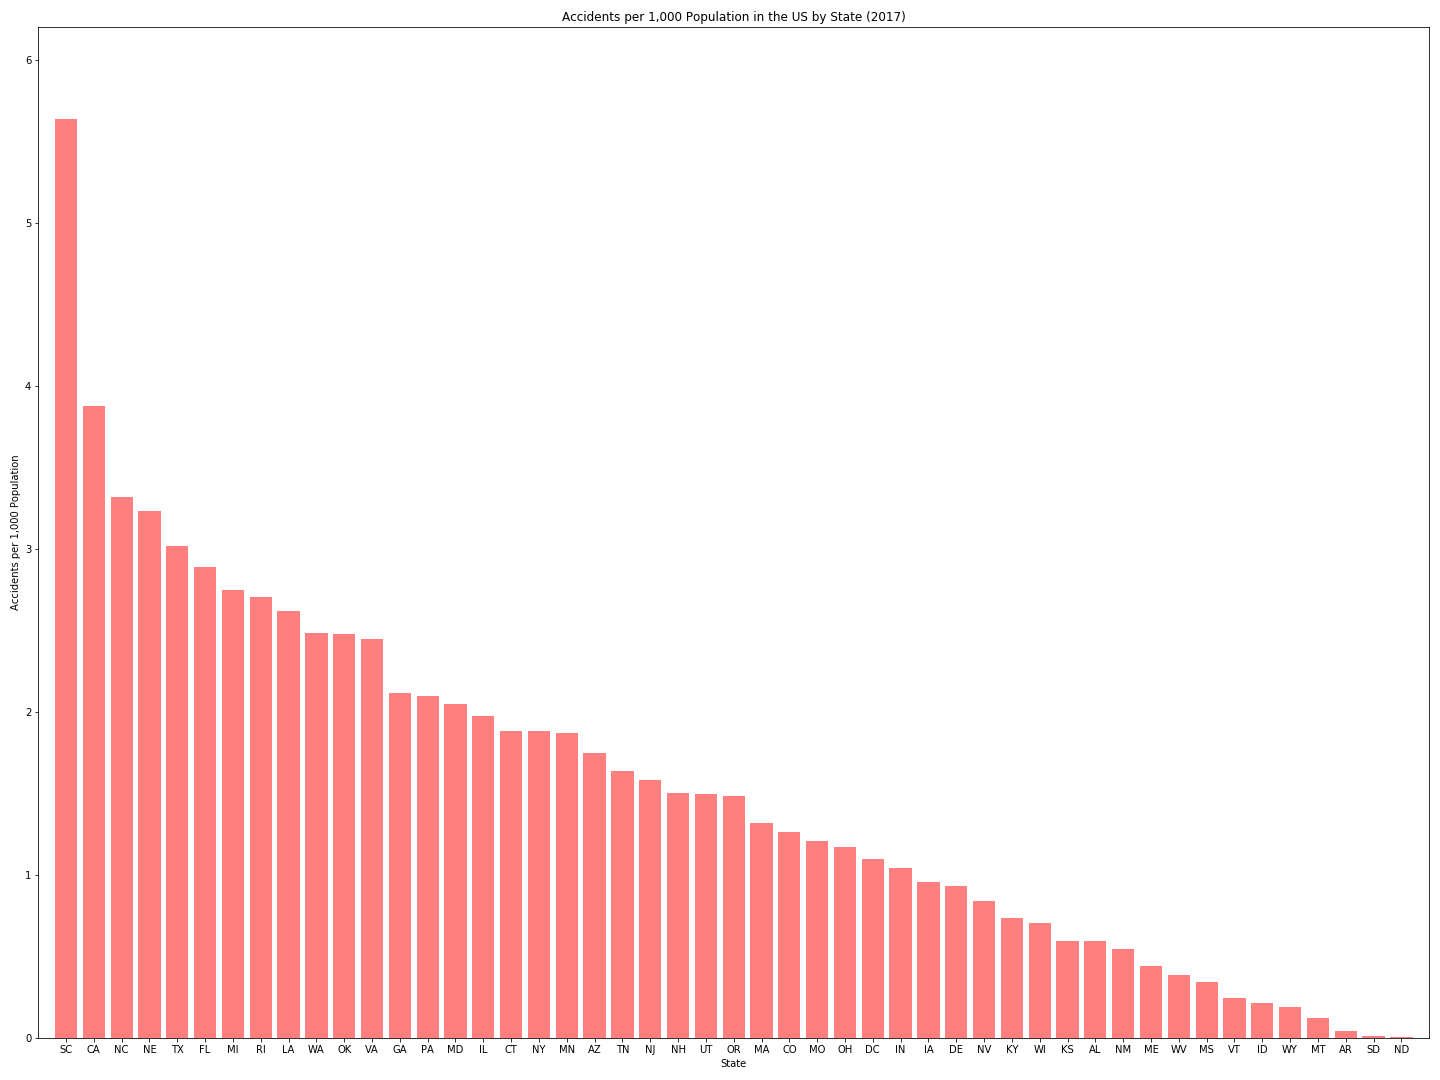 Accidents per 1,000 Population in the US by State (2017)
6
5
4
3
2
1
0
Accidents per 1,000 Population
SC CA NC NE TX FL MI RI LA WA OK VA GA PA MD IL CT NY MN AZ TN NJ NH UT OR MA CO MO OH DC IN IA DE NV KY WI KS AL NM ME WV MS VT ID WY MT AR SD ND
State